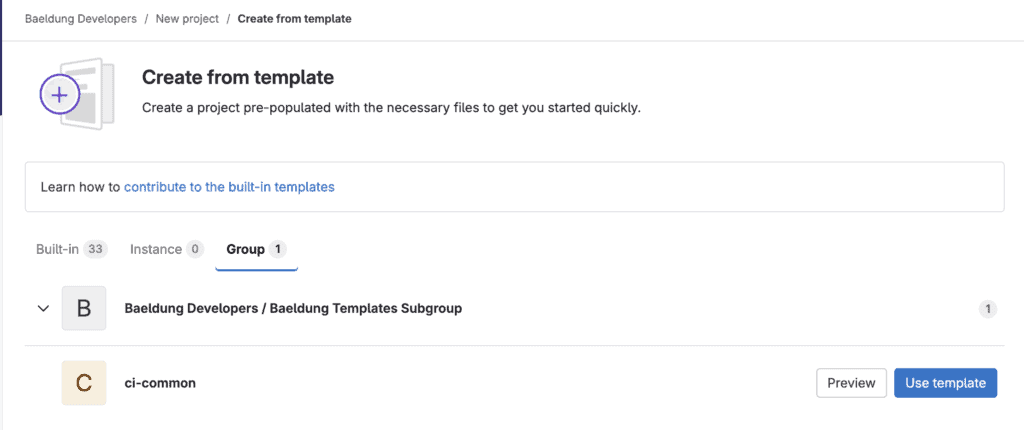 Baeldung Developers / New project / Create from template
Create from template
Create a project pre-populated with the necessary files to get you started quickly.
Learn how to contribute to the built-in templates
Built-in 33 Instance 0 Group 1
B Baeldung Developers / Baeldung Templates Subgroup 1
C ci-common Preview Use template